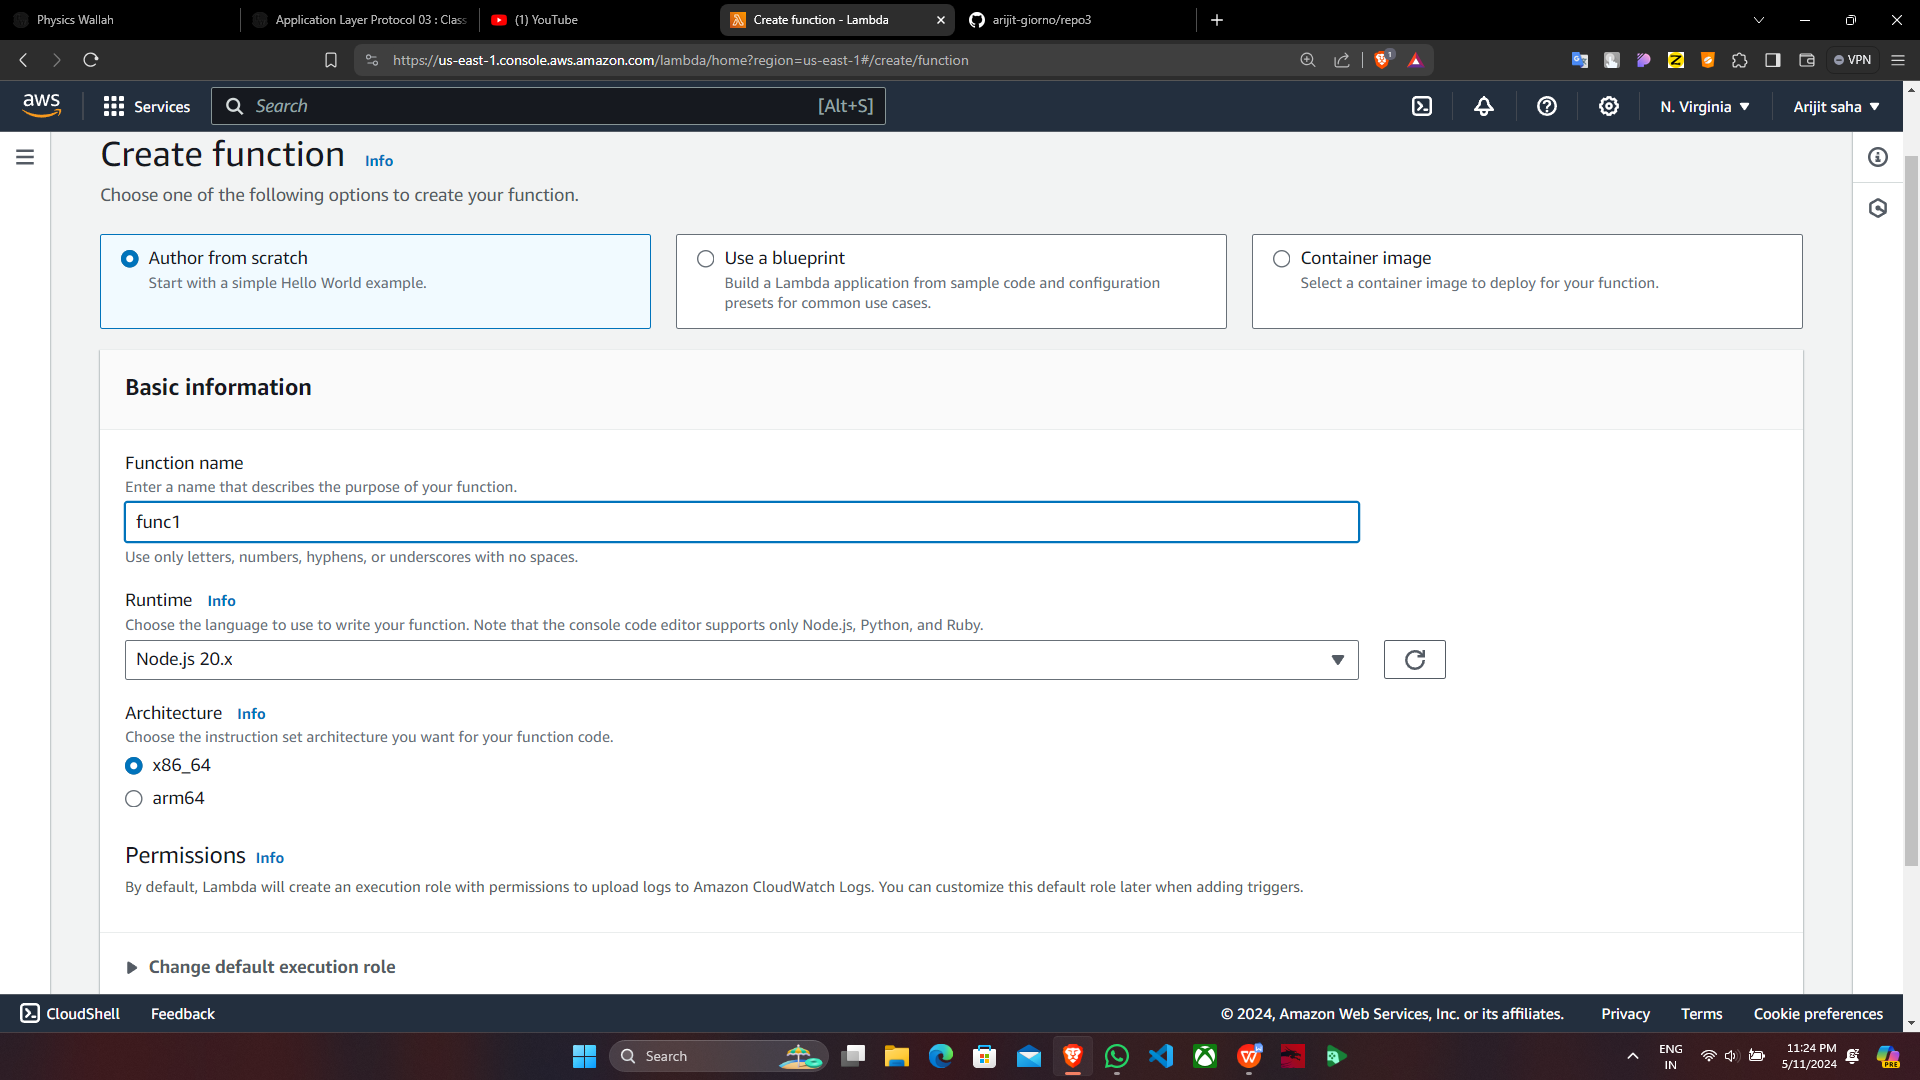 Physics Wallah
Application Layer Protocol 03 : Class
(1) YouTube
Create function - Lambda
arijit-giorno/repo3
https://us-east-1.console.aws.amazon.com/lambda/home?region=us-east-1#/create/function
1
Z
VPN
aws
Services
Search
[Alt+S]
N. Virginia
Arijit saha
Create function
Info
Choose one of the following options to create your function.
Author from scratch
Start with a simple Hello World example.
Use a blueprint
Build a Lambda application from sample code and configuration
presets for common use cases.
Container image
Select a container image to deploy for your function.
Basic information
Function name
Enter a name that describes the purpose of your function.
func1
Use only letters, numbers, hyphens, or underscores with no spaces.
Runtime Info
Choose the language to use to write your function. Note that the console code editor supports only Node.js, Python, and Ruby.
Node.js 20.x
Architecture Info
Choose the instruction set architecture you want for your function code.
x86_64
arm64
Permissions Info
By default, Lambda will create an execution role with permissions to upload logs to Amazon CloudWatch Logs. You can customize this default role later when adding triggers.
Change default execution role
CloudShell
Feedback
© 2024, Amazon Web Services, Inc. or its affiliates.
Privacy
Terms
Cookie preferences
Search
ENG
IN
11:24 PM
5/11/2024
PRE